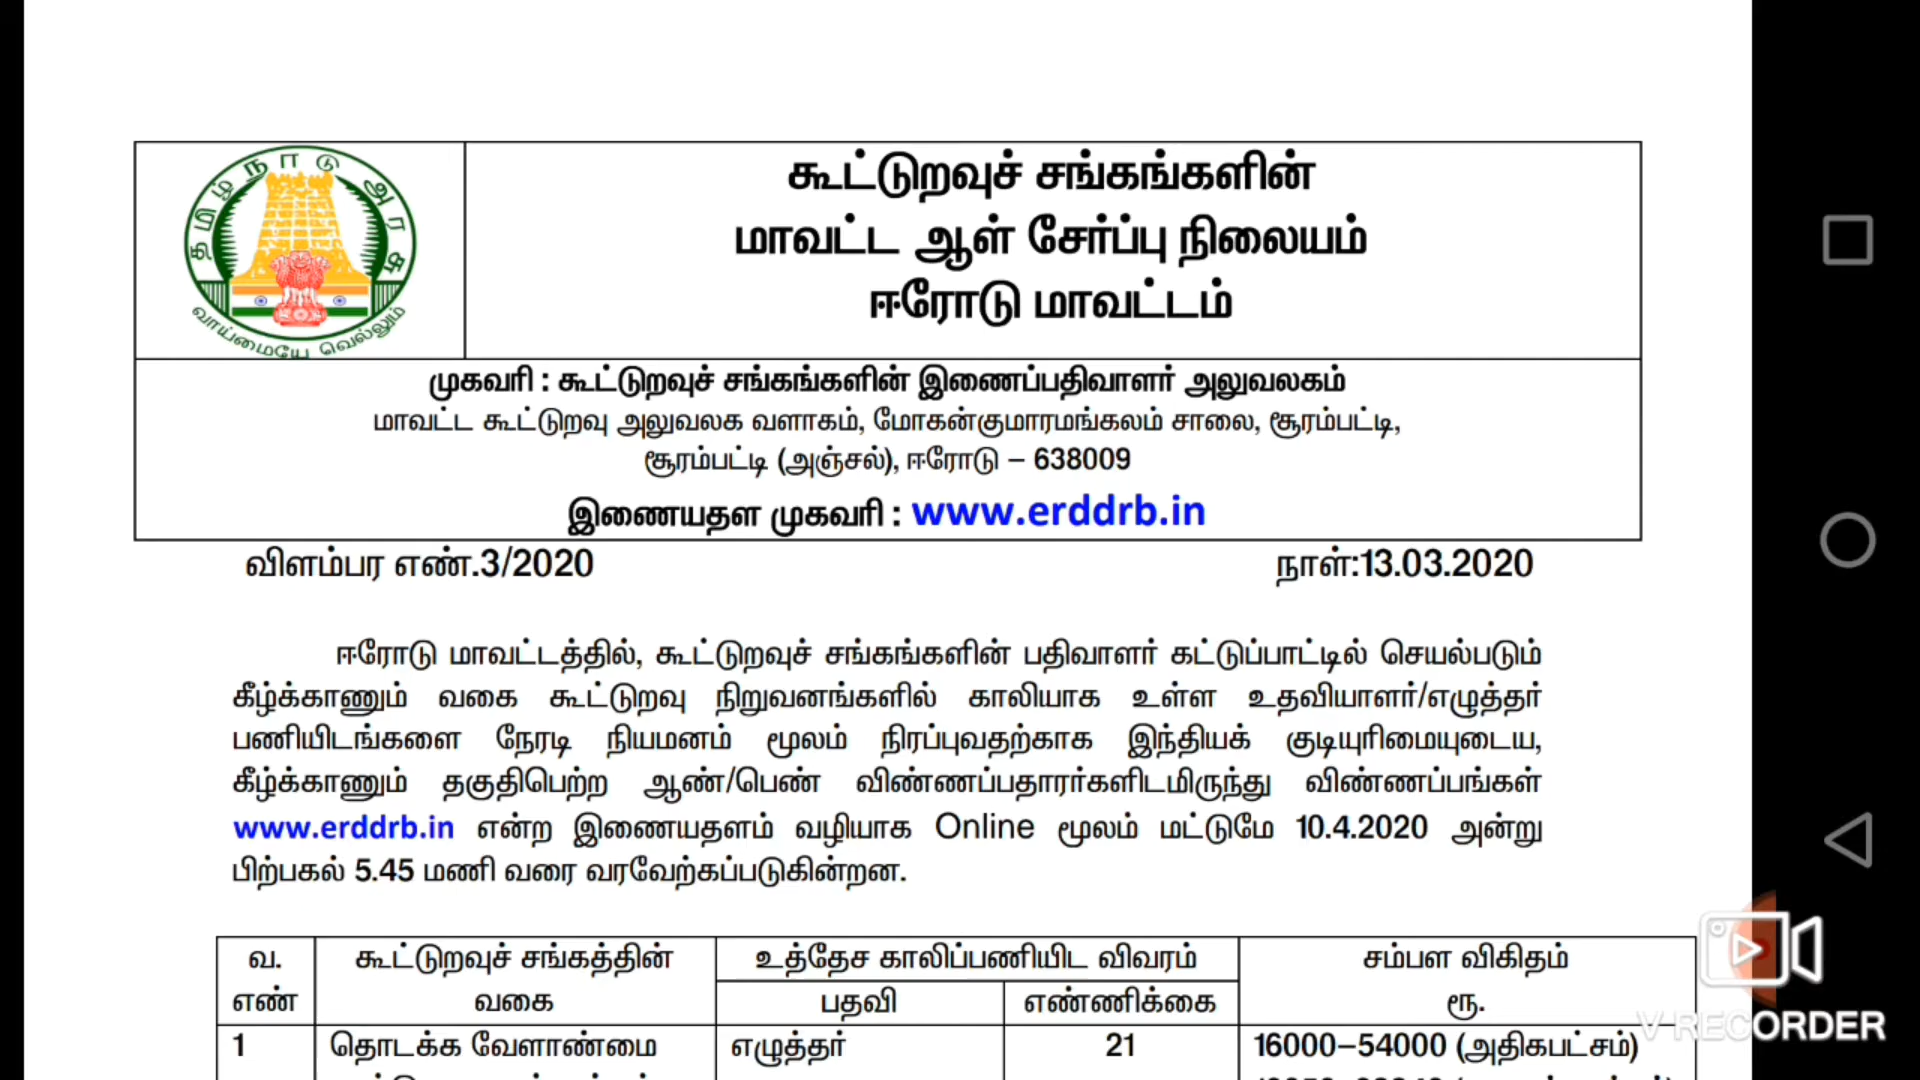 தமிழ்நாடு அரசு
வாய்மையே வெல்லும்
கூட்டுறவுச் சங்கங்களின்
மாவட்ட ஆள் சேர்ப்பு நிலையம்
ஈரோடு மாவட்டம்
முகவரி : கூட்டுறவுச் சங்கங்களின் இணைப்பதிவாளர் அலுவலகம்
மாவட்ட கூட்டுறவு அலுவலக வளாகம், மோகன்குமாரமங்கலம் சாலை, சூரம்பட்டி,
சூரம்பட்டி (அஞ்சல்), ஈரோடு – 638009
இணையதள முகவரி : www.erddrb.in
விளம்பர எண்.3/2020 நாள்:13.03.2020
ஈரோடு மாவட்டத்தில், கூட்டுறவுச் சங்கங்களின் பதிவாளர் கட்டுப்பாட்டில் செயல்படும்
கீழ்க்காணும் வகை கூட்டுறவு நிறுவனங்களில் காலியாக உள்ள உதவியாளர்/எழுத்தர்
பணியிடங்களை நேரடி நியமனம் மூலம் நிரப்புவதற்காக இந்தியக் குடியுரிமையுடைய,
கீழ்க்காணும் தகுதிபெற்ற ஆண்/பெண் விண்ணப்பதாரர்களிடமிருந்து விண்ணப்பங்கள்
www.erddrb.in என்ற இணையதளம் வழியாக Online மூலம் மட்டுமே 10.4.2020 அன்று
பிற்பகல் 5.45 மணி வரை வரவேற்கப்படுகின்றன.
வ. கூட்டுறவுச் சங்கத்தின் உத்தேச காலிப்பணியிட விவரம் சம்பள விகிதம்
எண் வகை பதவி எண்ணிக்கை ரூ.
1 தொடக்க வேளாண்மை எழுத்தர் 21 16000–54000 (அதிகபட்சம்)
V RECORDER